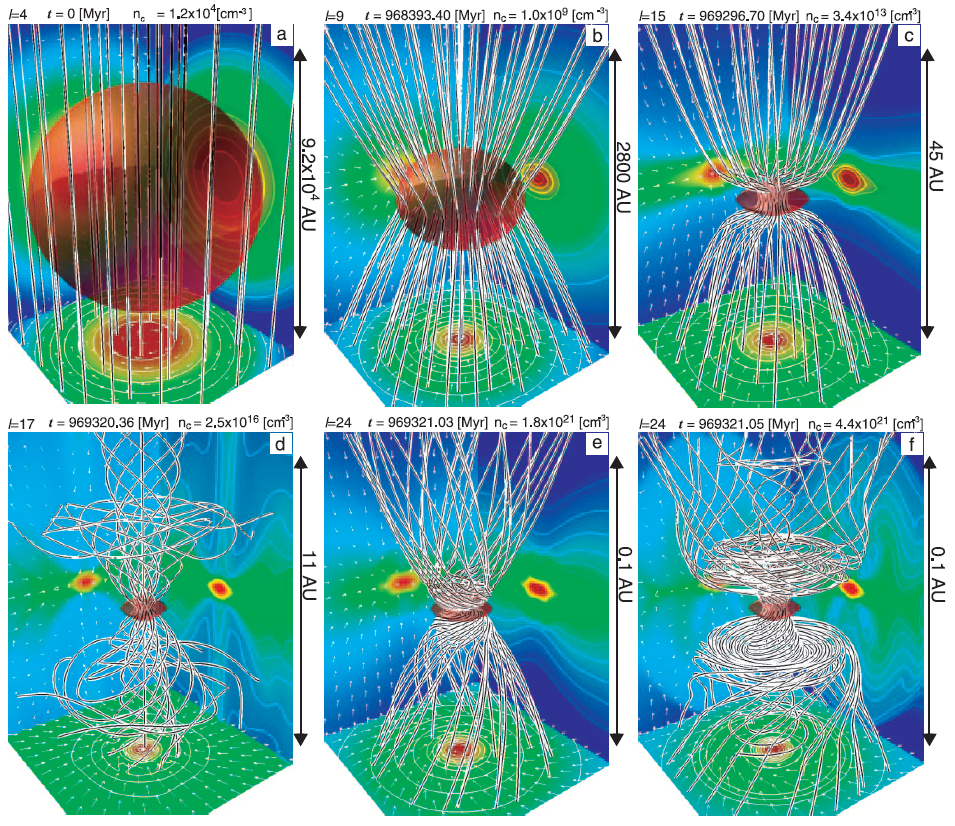 l=4 t = 0 [Myr] n_c = 1.2x10^4[cm^-3]
a
9.2x10^4 AU
l=9 t = 968393.40 [Myr] n_c = 1.0x10^9 [cm^-3]
b
2800 AU
l=15 t = 969296.70 [Myr] n_c = 3.4x10^13 [cm^-3]
c
45 AU
l=17 t = 969320.36 [Myr] n_c = 2.5x10^16 [cm^-3]
d
11 AU
l=24 t = 969321.03 [Myr] n_c = 1.8x10^21 [cm^-3]
e
0.1 AU
l=24 t = 969321.05 [Myr] n_c = 4.4x10^21 [cm^-3]
f
0.1 AU